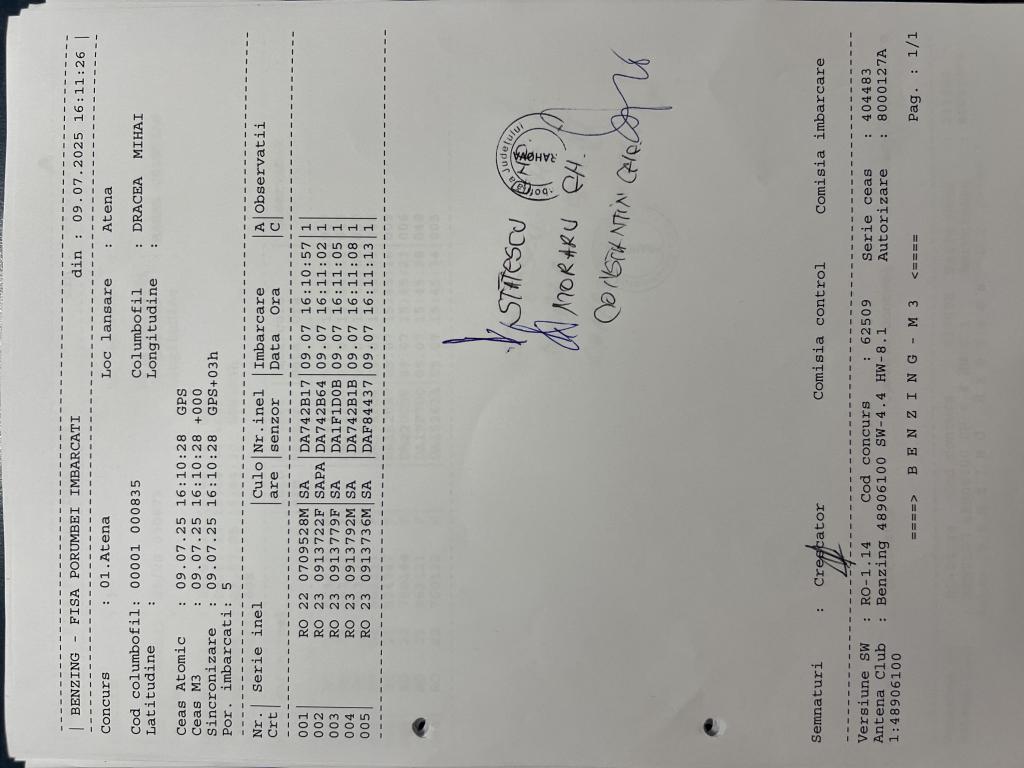 | BENZING - FISA PORUMBEI IMBARCATI din : 09.07.2025 16:11:26 |
Concurs : 01.Atena Loc lansare : Atena
Cod columbofil: 00001 000835 Columbofil : DRACEA MIHAI
Latitudine : Longitudine :
Ceas Atomic : 09.07.25 16:10:28 GPS
Ceas M3 : 09.07.25 16:10:28 +000
Sincronizare : 09.07.25 16:10:28 GPS+03h
Por. imbarcati: 5
Nr.| Serie inel |Culo|Nr.inel |Imbarcare |A|Observatii
Crt| |are |senzor |Data Ora |C|
001| RO 22 0709528M|SA |DA742B17|09.07 16:10:57|1|
002| RO 23 0913722F|SAPA|DA742B64|09.07 16:11:02|1|
003| RO 23 0913779F|SA |DA1F1D0B|09.07 16:11:05|1|
004| RO 23 0913792M|SA |DA742B1B|09.07 16:11:08|1|
005| RO 23 0913736M|SA |DAF84437|09.07 16:11:13|1|
STATESCU
Judetului
MORARU GH.
CONSTANTIN
Semnaturi : Crescator Comisia control Comisia imbarcare
Versiune SW : RO-1.14 Cod concurs : 62509 Serie ceas : 404483
Antena Club : Benzing 48906100 SW-4.4 HW-8.1 Autorizare : 8000127A
1:48906100
====> B E N Z I N G - M 3 <==== Pag. : 1/1